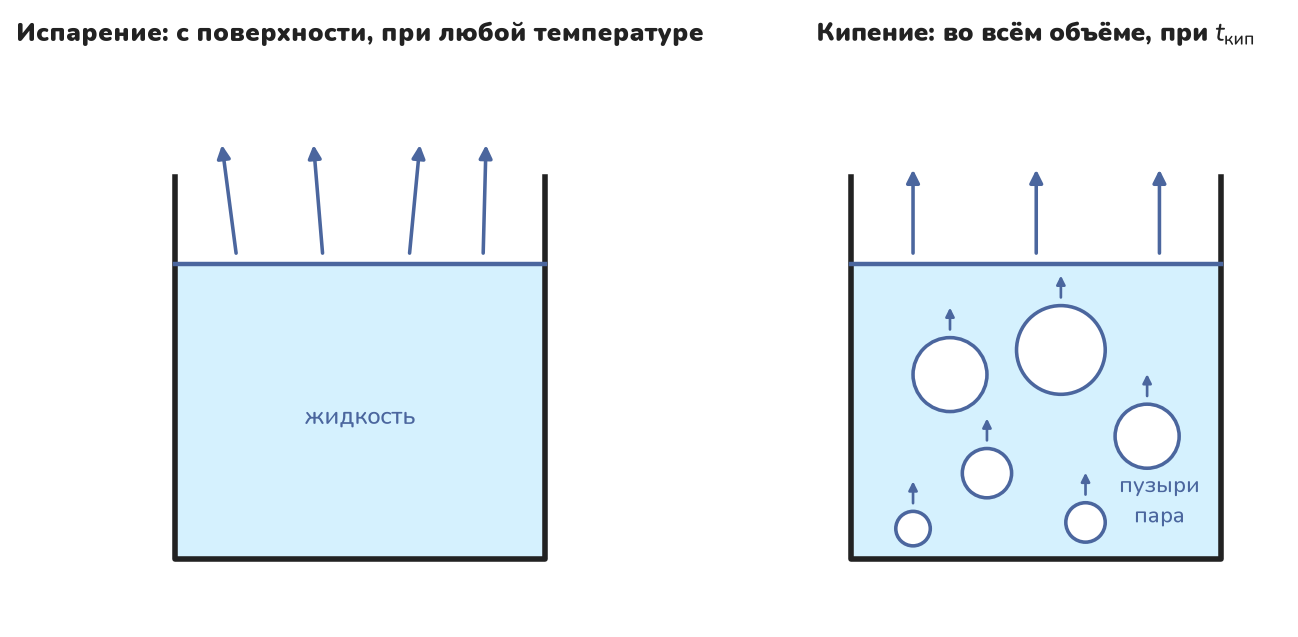 Испарение: с поверхности, при любой температуре
Кипение: во всём объёме, при tкип
жидкость
пузыри
пара